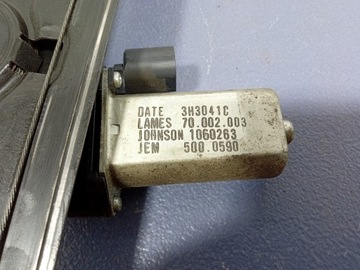 DATE 3H3041C
LAMES 70.002.003
JOHNSON 1060263
JEM 500.0590